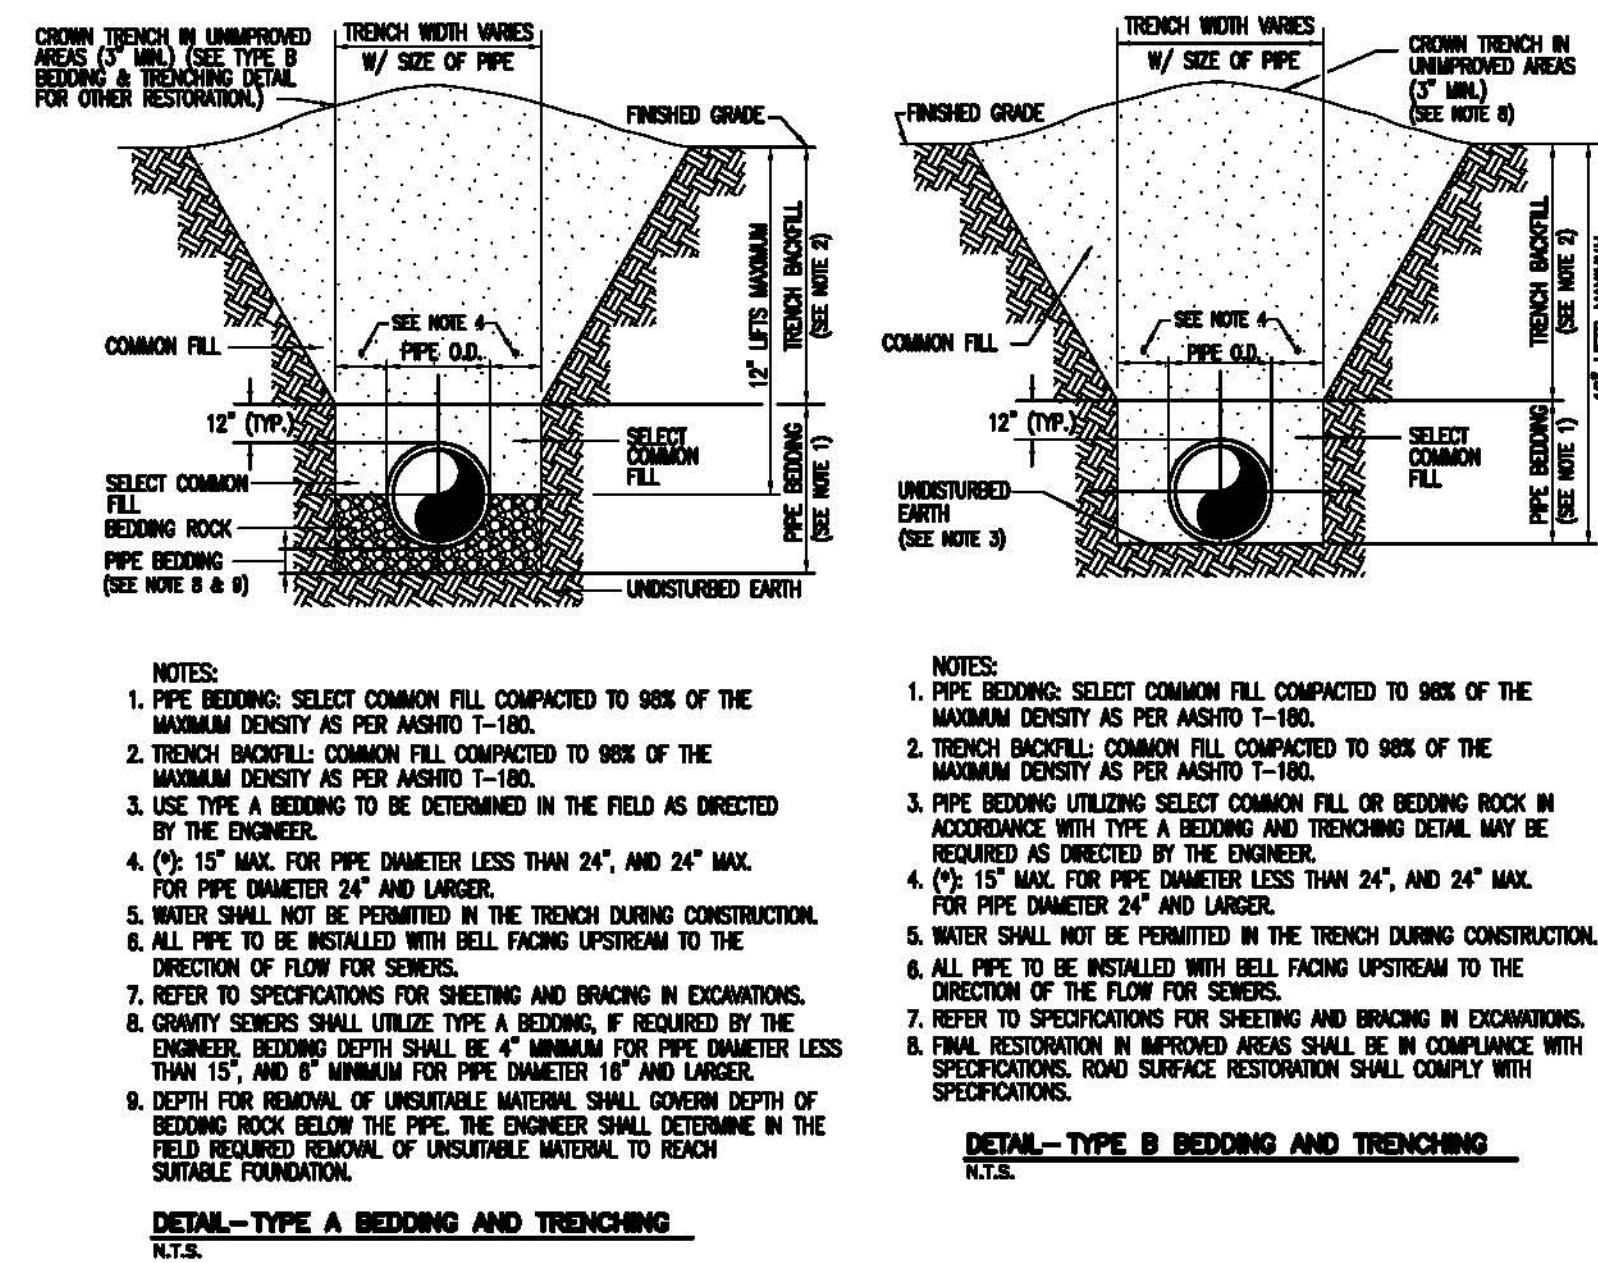 CROWN TRENCH IN UNIMPROVED
AREAS (3" MIN.) (SEE TYPE B
BEDDING & TRENCHING DETAIL
FOR OTHER RESTORATION.)
TRENCH WIDTH VARIES
W/ SIZE OF PIPE
FINISHED GRADE
12" LIFTS MAXIMUM
TRENCH BACKFILL
(SEE NOTE 2)
SEE NOTE 4
PIPE O.D.
COMMON FILL
12" (TYP.)
SELECT
COMMON
FILL
PIPE BEDDING
(SEE NOTE 1)
SELECT COMMON
FILL
BEDDING ROCK
PIPE BEDDING
(SEE NOTE 8 & 9)
UNDISTURBED EARTH
NOTES:
1. PIPE BEDDING: SELECT COMMON FILL COMPACTED TO 98% OF THE
MAXIMUM DENSITY AS PER AASHTO T-180.
2. TRENCH BACKFILL: COMMON FILL COMPACTED TO 98% OF THE
MAXIMUM DENSITY AS PER AASHTO T-180.
3. USE TYPE A BEDDING TO BE DETERMINED IN THE FIELD AS DIRECTED
BY THE ENGINEER.
4. (*): 15" MAX. FOR PIPE DIAMETER LESS THAN 24", AND 24" MAX.
FOR PIPE DIAMETER 24" AND LARGER.
5. WATER SHALL NOT BE PERMITTED IN THE TRENCH DURING CONSTRUCTION.
6. ALL PIPE TO BE INSTALLED WITH BELL FACING UPSTREAM TO THE
DIRECTION OF FLOW FOR SEWERS.
7. REFER TO SPECIFICATIONS FOR SHEETING AND BRACING IN EXCAVATIONS.
8. GRAVITY SEWERS SHALL UTILIZE TYPE A BEDDING, IF REQUIRED BY THE
ENGINEER. BEDDING DEPTH SHALL BE 4" MINIMUM FOR PIPE DIAMETER LESS
THAN 15", AND 6" MINIMUM FOR PIPE DIAMETER 16" AND LARGER.
9. DEPTH FOR REMOVAL OF UNSUITABLE MATERIAL SHALL GOVERN DEPTH OF
BEDDING ROCK BELOW THE PIPE. THE ENGINEER SHALL DETERMINE IN THE
FIELD REQUIRED REMOVAL OF UNSUITABLE MATERIAL TO REACH
SUITABLE FOUNDATION.
DETAIL-TYPE A BEDDING AND TRENCHING
N.T.S.
TRENCH WIDTH VARIES
W/ SIZE OF PIPE
CROWN TRENCH IN
UNIMPROVED AREAS
(3" MIN.)
(SEE NOTE 8)
FINISHED GRADE
TRENCH BACKFILL
(SEE NOTE 2)
SEE NOTE 4
PIPE O.D.
COMMON FILL
12" (TYP.)
SELECT
COMMON
FILL
PIPE BEDDING
(SEE NOTE 1)
UNDISTURBED
EARTH
(SEE NOTE 3)
NOTES:
1. PIPE BEDDING: SELECT COMMON FILL COMPACTED TO 98% OF THE
MAXIMUM DENSITY AS PER AASHTO T-180.
2. TRENCH BACKFILL: COMMON FILL COMPACTED TO 98% OF THE
MAXIMUM DENSITY AS PER AASHTO T-180.
3. PIPE BEDDING UTILIZING SELECT COMMON FILL OR BEDDING ROCK IN
ACCORDANCE WITH TYPE A BEDDING AND TRENCHING DETAIL MAY BE
REQUIRED AS DIRECTED BY THE ENGINEER.
4. (*): 15" MAX. FOR PIPE DIAMETER LESS THAN 24", AND 24" MAX.
FOR PIPE DIAMETER 24" AND LARGER.
5. WATER SHALL NOT BE PERMITTED IN THE TRENCH DURING CONSTRUCTION.
6. ALL PIPE TO BE INSTALLED WITH BELL FACING UPSTREAM TO THE
DIRECTION OF THE FLOW FOR SEWERS.
7. REFER TO SPECIFICATIONS FOR SHEETING AND BRACING IN EXCAVATIONS.
8. FINAL RESTORATION IN IMPROVED AREAS SHALL BE IN COMPLIANCE WITH
SPECIFICATIONS. ROAD SURFACE RESTORATION SHALL COMPLY WITH
SPECIFICATIONS.
DETAIL-TYPE B BEDDING AND TRENCHING
N.T.S.